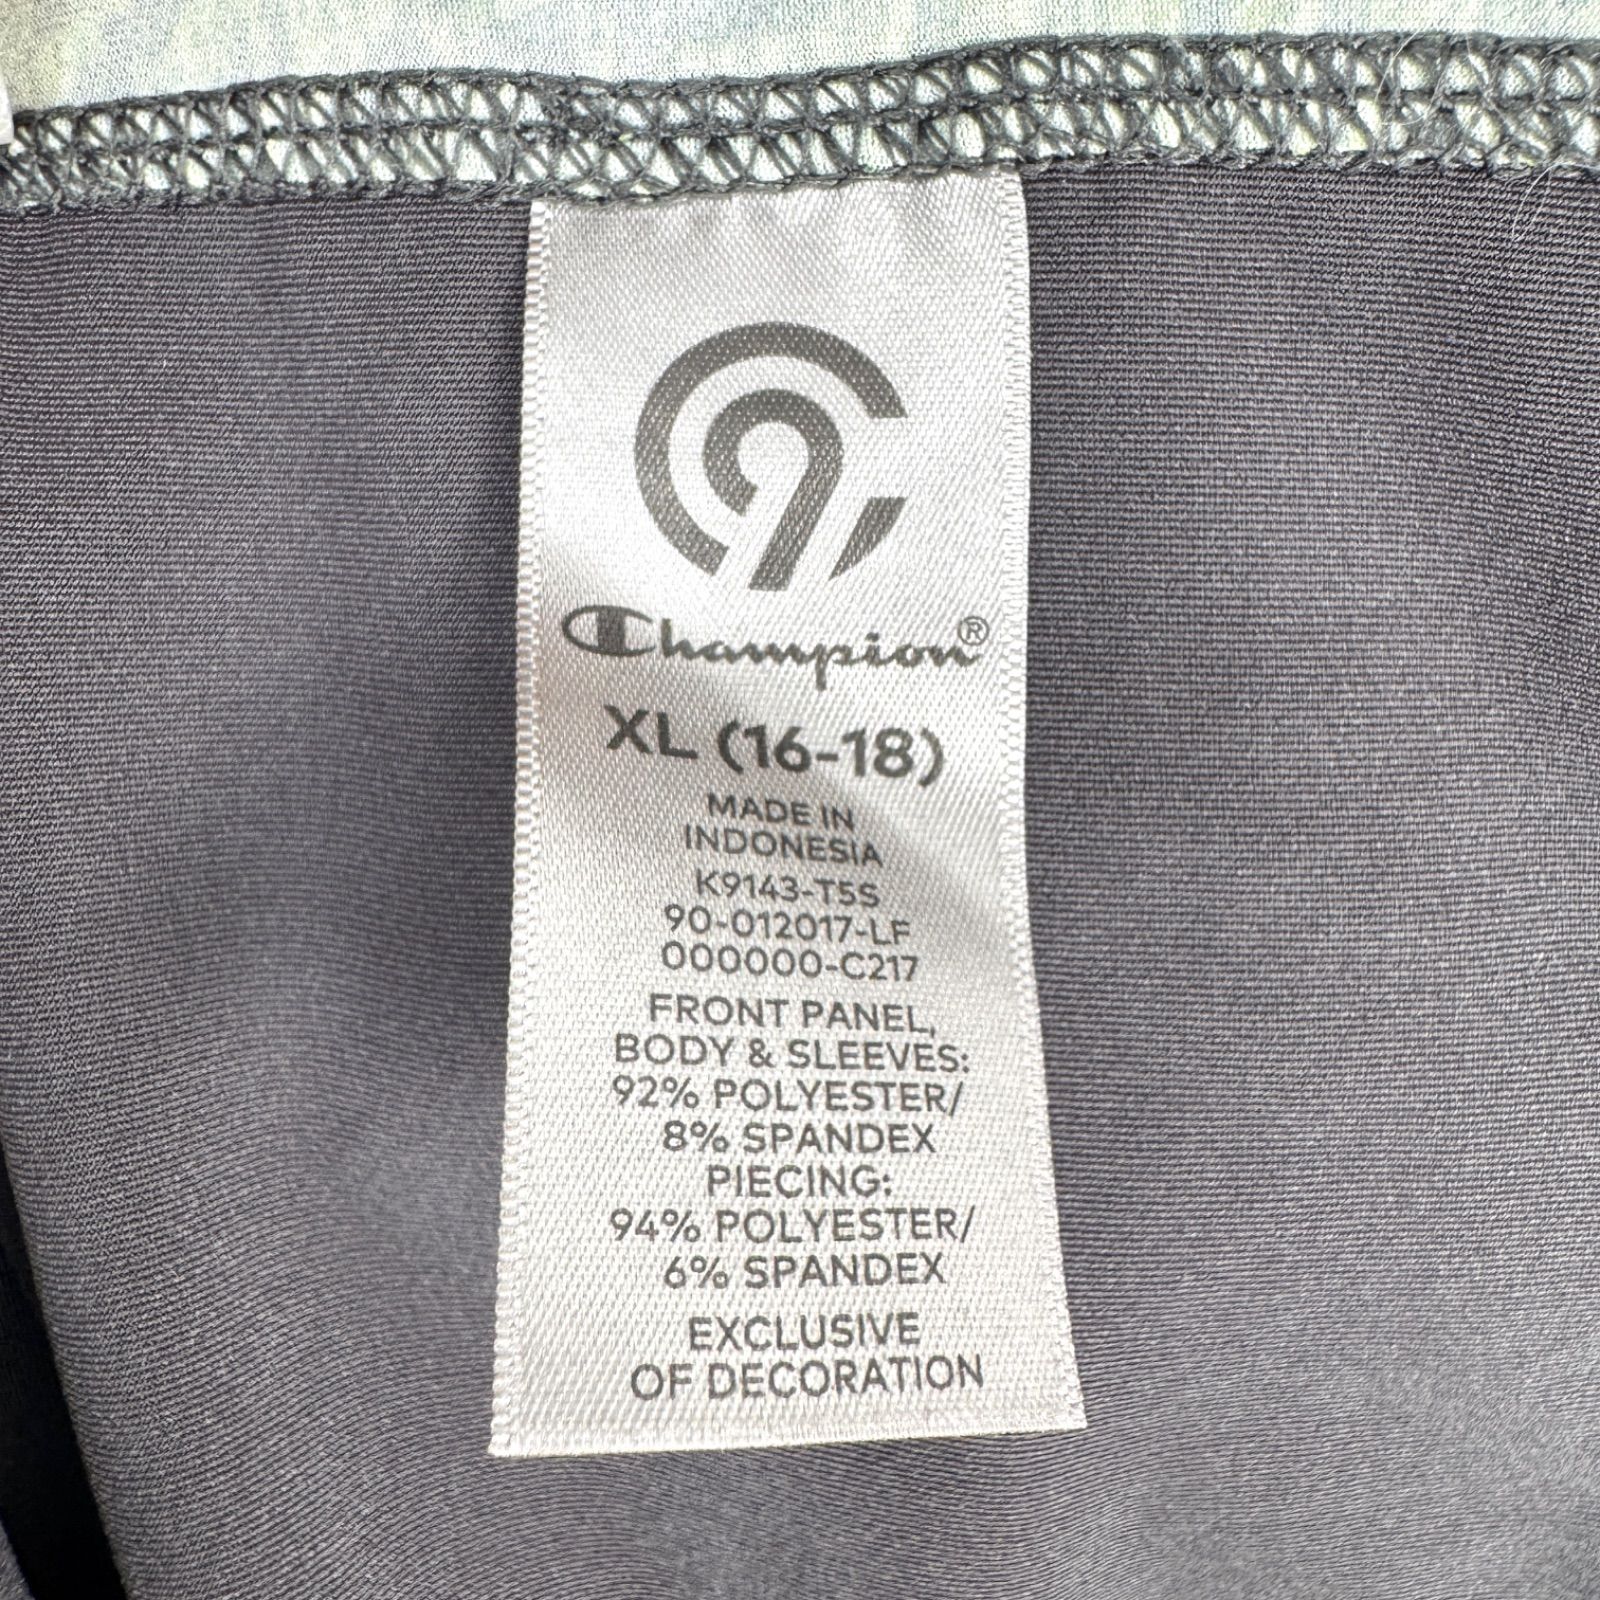 C9
Champion®
XL (16-18)
MADE IN
INDONESIA
K9143-T5S
90-012017-LF
000000-C217
FRONT PANEL,
BODY & SLEEVES:
92% POLYESTER/
8% SPANDEX
PIECING:
94% POLYESTER/
6% SPANDEX
EXCLUSIVE
OF DECORATION